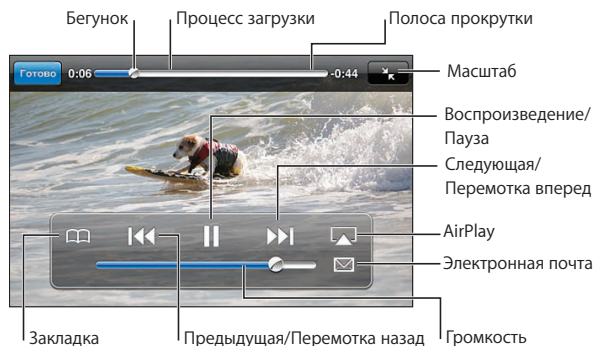 Бегунок
Процесс загрузки
Полоса прокрутки
Готово
0:06
-0:44
Масштаб
Воспроизведение/
Пауза
Следующая/
Перемотка вперед
AirPlay
Электронная почта
Закладка
Предыдущая/Перемотка назад
Громкость